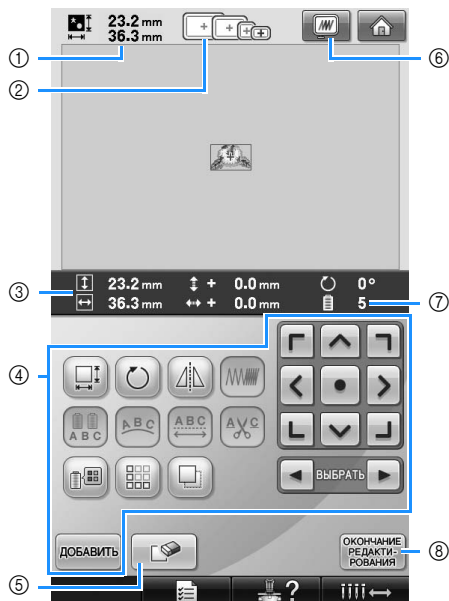 23.2 mm
36.3 mm
①
②
⑥
③
23.2 mm + 0.0 mm 0°
36.3 mm + 0.0 mm 5
⑦
④
A B C
A B C
A B C
A C
ВЫБРАТЬ
ДОБАВИТЬ
ОКОНЧАНИЕ
РЕДАКТИ-
РОВАНИЯ
⑧
⑤
?